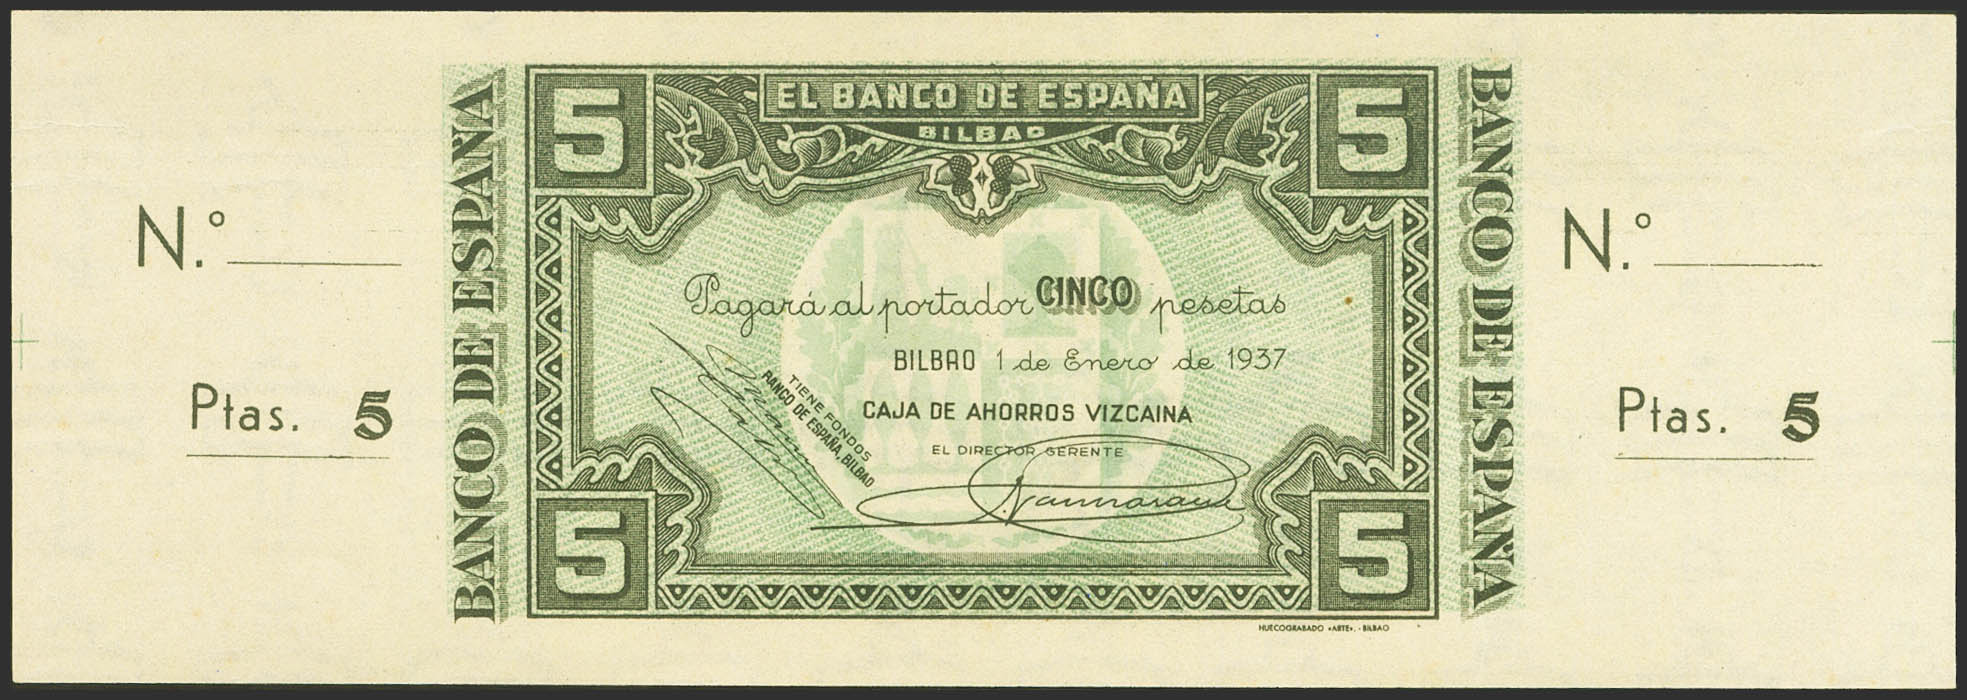 BANCO DE ESPAÑA
N.º
Ptas. 5
5
EL BANCO DE ESPAÑA
5
BILBAO
Pagará al portador CINCO pesetas
BILBAO 1 de Enero de 1937
CAJA DE AHORROS VIZCAINA
EL DIRECTOR GERENTE
TIENE FONDOS
BANCO DE ESPAÑA, BILBAO
5
5
HUECOGRABADO «ARTE». - BILBAO
BANCO DE ESPAÑA
N.º
Ptas. 5